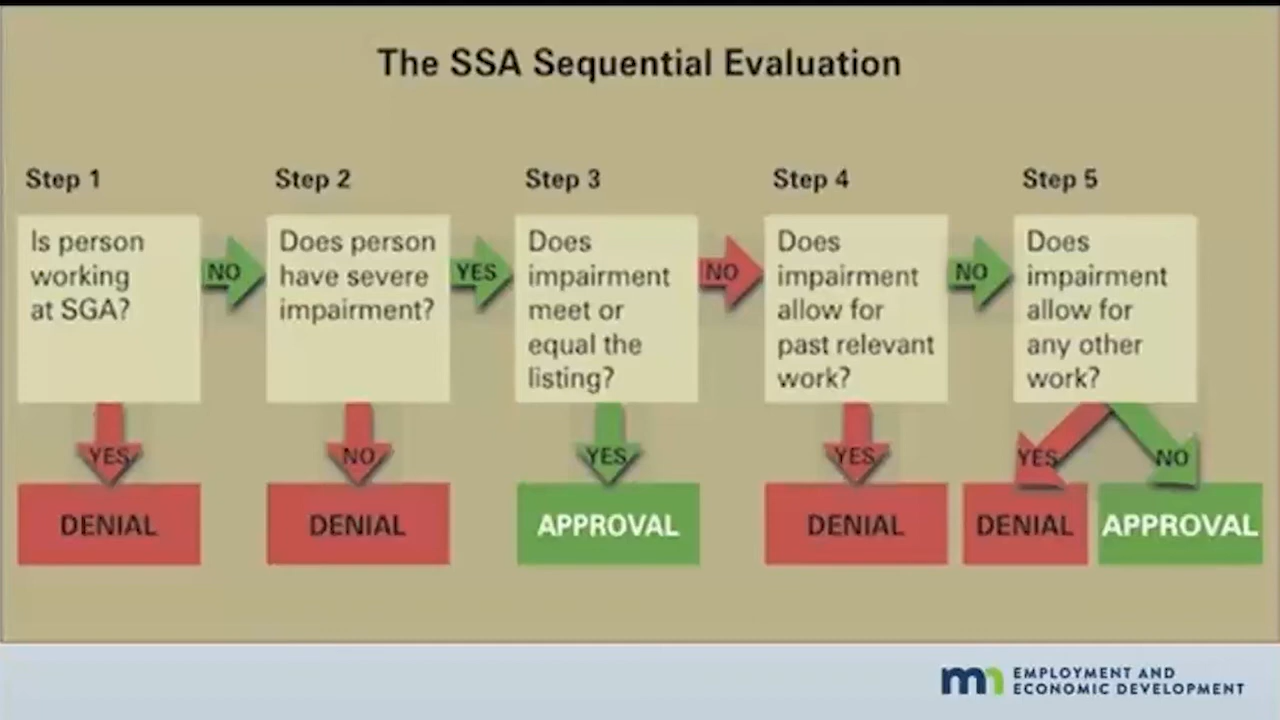 The SSA Sequential Evaluation
Step 1
Is person
working
at SGA?
NO
YES
DENIAL
Step 2
Does person
have severe
impairment?
YES
NO
DENIAL
Step 3
Does
impairment
meet or
equal the
listing?
NO
YES
APPROVAL
Step 4
Does
impairment
allow for
past relevant
work?
NO
YES
DENIAL
Step 5
Does
impairment
allow for
any other
work?
YES
NO
DENIAL
APPROVAL
mn EMPLOYMENT AND
ECONOMIC DEVELOPMENT